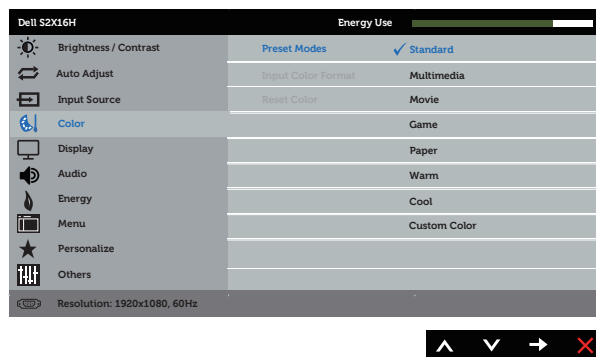 Dell S2X16H Energy Use
Brightness / Contrast Preset Modes Standard
Auto Adjust Input Color Format Multimedia
Input Source Reset Color Movie
Color Game
Display Paper
Audio Warm
Energy Cool
Menu Custom Color
Personalize
Others
Resolution: 1920x1080, 60Hz